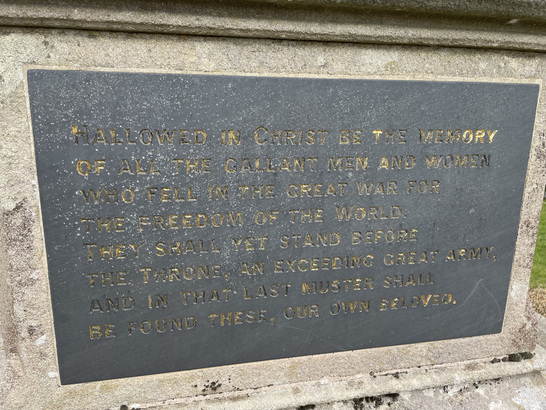 HALLOWED IN CHRIST BE THE MEMORY
OF ALL THE GALLANT MEN AND WOMEN
WHO FELL IN THE GREAT WAR FOR
THE FREEDOM OF THE WORLD.
THEY SHALL YET STAND BEFORE
THE THRONE, AN EXCEEDING GREAT ARMY,
AND IN THAT LAST MUSTER SHALL
BE FOUND THESE, OUR OWN BELOVED.